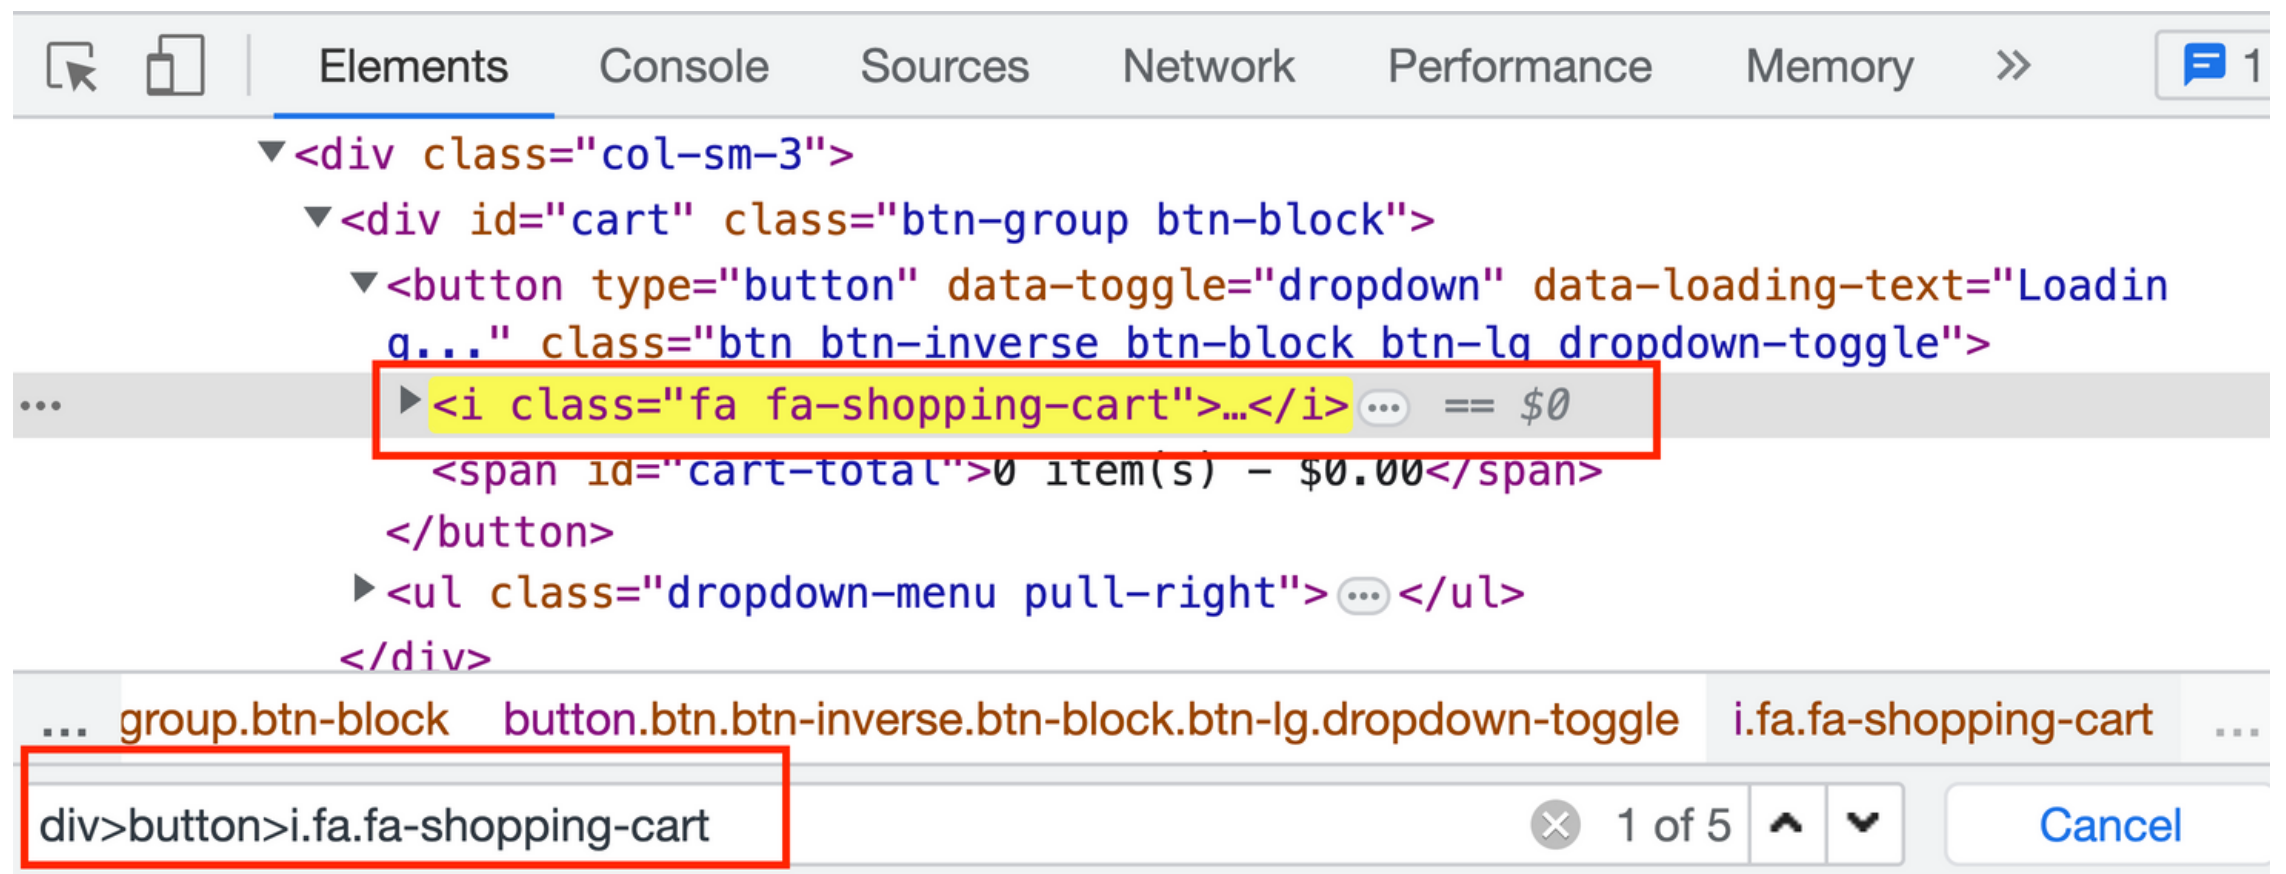 Elements Console Sources Network Performance Memory » 1
▼<div class="col-sm-3">
▼<div id="cart" class="btn-group btn-block">
▼<button type="button" data-toggle="dropdown" data-loading-text="Loadin
g..." class="btn btn-inverse btn-block btn-lg dropdown-toggle">
... ▶<i class="fa fa-shopping-cart">…</i> ... == $0
<span id="cart-total">0 item(s) - $0.00</span>
</button>
▶<ul class="dropdown-menu pull-right"> ... </ul>
</div>
... group.btn-block button.btn.btn-inverse.btn-block.btn-lg.dropdown-toggle i.fa.fa-shopping-cart ...
div>button>i.fa.fa-shopping-cart 1 of 5 Cancel